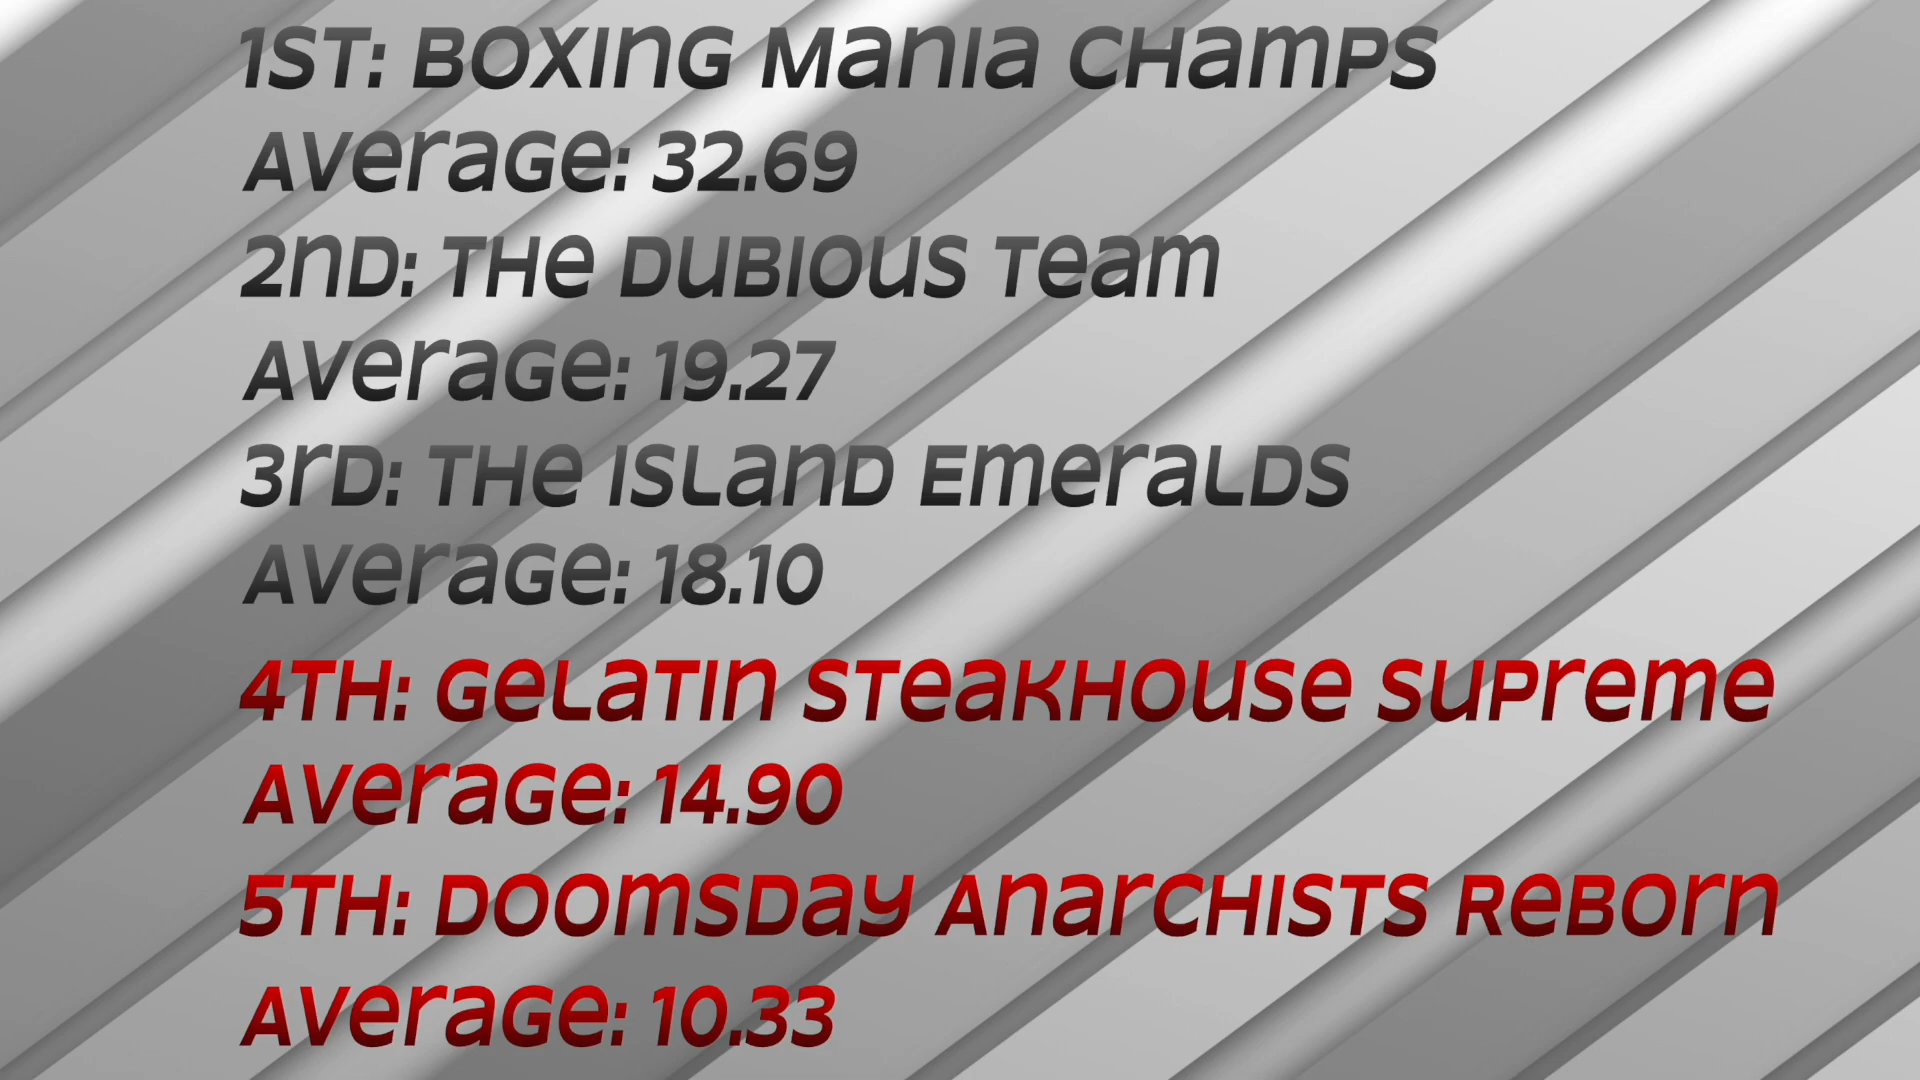 1st: Boxing Mania Champs
Average: 32.69
2nd: The Dubious Team
Average: 19.27
3rd: The Island Emeralds
Average: 18.10
4th: Gelatin Steakhouse Supreme
Average: 14.90
5th: Doomsday Anarchists Reborn
Average: 10.33